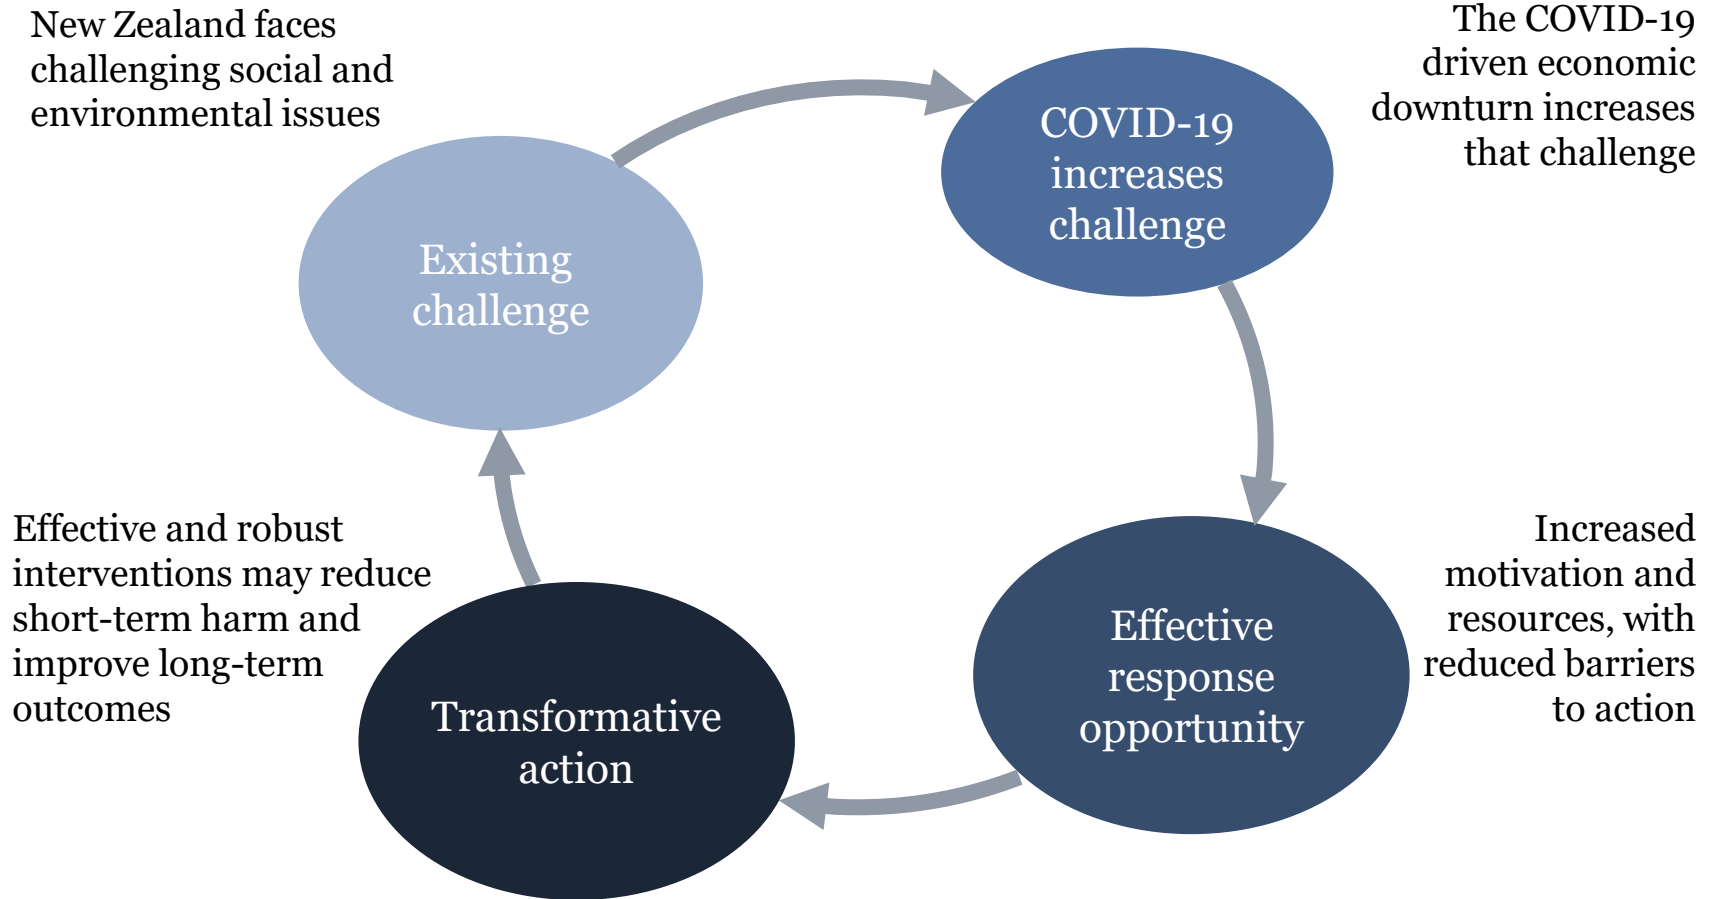 New Zealand faces
challenging social and
environmental issues
The COVID-19
driven economic
downturn increases
that challenge
COVID-19
increases
challenge
Existing
challenge
Effective and robust
interventions may reduce
short-term harm and
improve long-term
outcomes
Increased
motivation and
resources, with
reduced barriers
to action
Effective
response
opportunity
Transformative
action